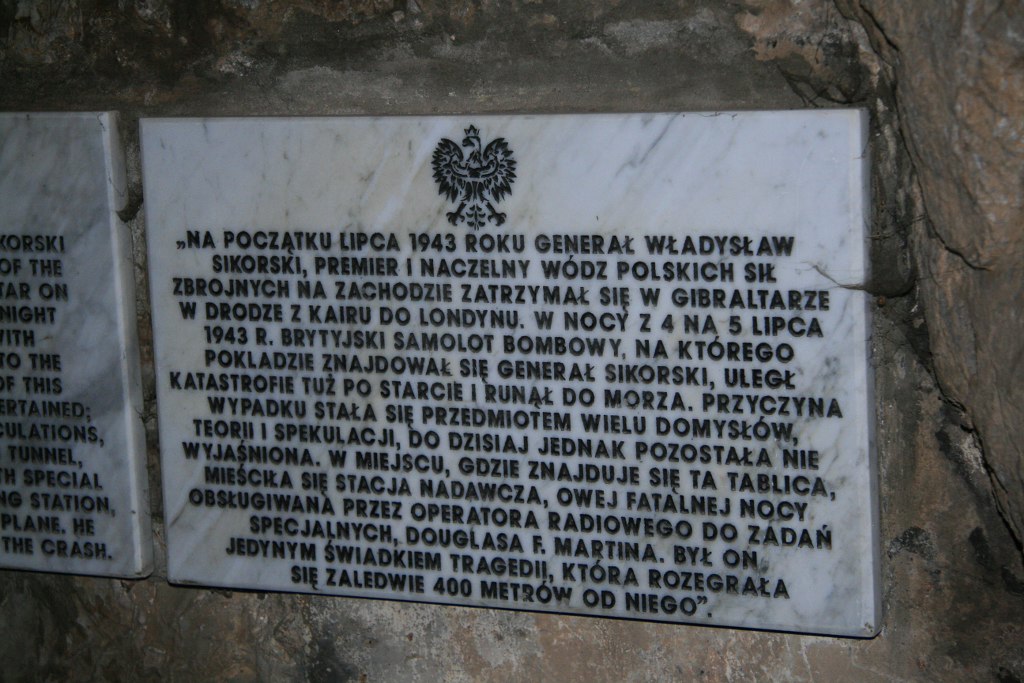 IKORSKI
OF THE
TAR ON
NIGHT
WITH
TO THE
OF THIS
ERTAINED;
CULATIONS,
TUNNEL,
TH SPECIAL
NG STATION,
PLANE. HE
THE CRASH.
„NA POCZĄTKU LIPCA 1943 ROKU GENERAŁ WŁADYSŁAW
SIKORSKI, PREMIER I NACZELNY WÓDZ POLSKICH SIŁ
ZBROJNYCH NA ZACHODZIE ZATRZYMAŁ SIĘ W GIBRALTARZE
W DRODZE Z KAIRU DO LONDYNU. W NOCY Z 4 NA 5 LIPCA
1943 R. BRYTYJSKI SAMOLOT BOMBOWY, NA KTÓREGO
POKLADZIE ZNAJDOWAŁ SIĘ GENERAŁ SIKORSKI, ULEGŁ
KATASTROFIE TUŻ PO STARCIE I RUNĄŁ DO MORZA. PRZYCZYNA
WYPADKU STAŁA SIĘ PRZEDMIOTEM WIELU DOMYSŁÓW,
TEORII I SPEKULACJI, DO DZISIAJ JEDNAK POZOSTAŁA NIE
WYJAŚNIONA. W MIEJSCU, GDZIE ZNAJDUJE SIĘ TA TABLICA,
MIEŚCIŁA SIĘ STACJA NADAWCZA, OWEJ FATALNEJ NOCY
OBSŁUGIWANA PRZEZ OPERATORA RADIOWEGO DO ZADAŃ
SPECJALNYCH, DOUGLASA F. MARTINA. BYŁ ON
JEDYNYM ŚWIADKIEM TRAGEDII, KTÓRA ROZEGRAŁA
SIĘ ZALEDWIE 400 METRÓW OD NIEGO”.